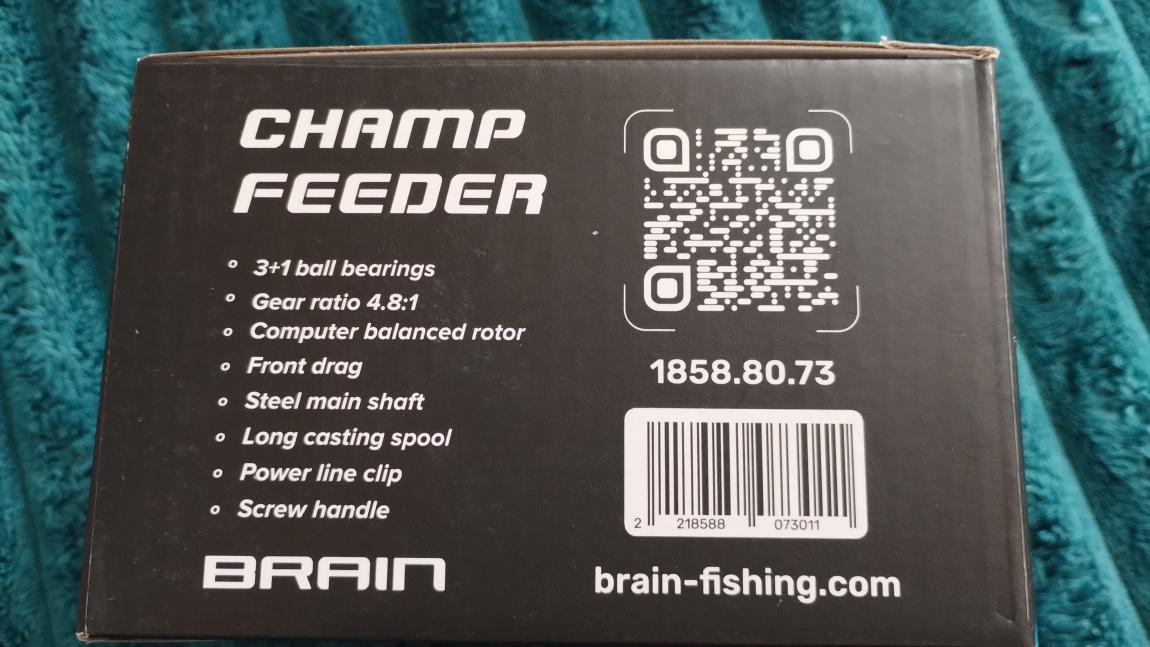 CHAMP
FEEDER
3+1 ball bearings
Gear ratio 4.8:1
Computer balanced rotor
Front drag
Steel main shaft
Long casting spool
Power line clip
Screw handle
BRAIN
1858.80.73
2 218588 073011
brain-fishing.com